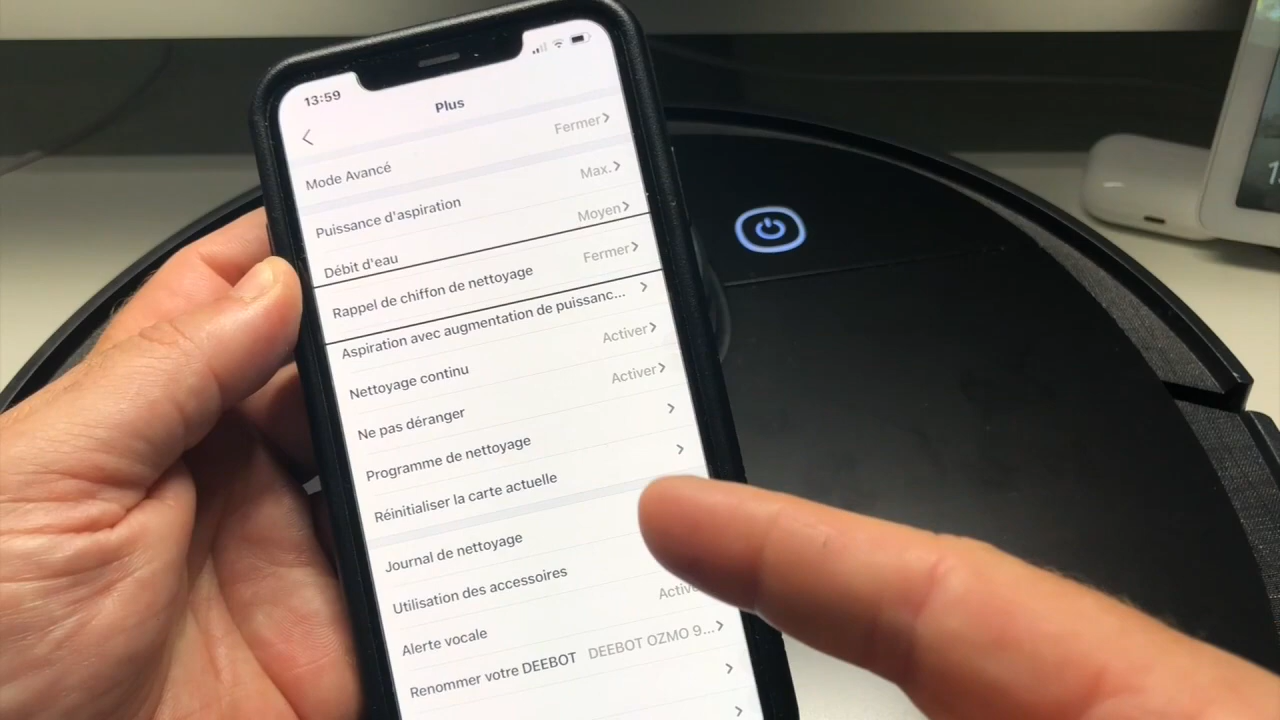 13:59
Plus
Mode Avancé Fermer
Puissance d'aspiration Max.
Débit d'eau Moyen
Rappel de chiffon de nettoyage Fermer
Aspiration avec augmentation de puissanc...
Nettoyage continu Activer
Ne pas déranger Activer
Programme de nettoyage
Réinitialiser la carte actuelle
Journal de nettoyage
Utilisation des accessoires
Alerte vocale
Renommer votre DEEBOT DEEBOT OZMO 9...